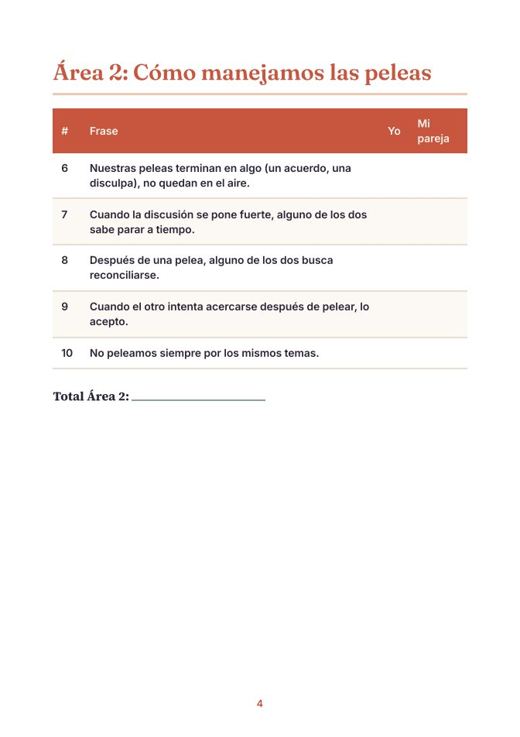 Área 2: Cómo manejamos las peleas
# Frase Yo Mi pareja
6 Nuestras peleas terminan en algo (un acuerdo, una
disculpa), no quedan en el aire.
7 Cuando la discusión se pone fuerte, alguno de los dos
sabe parar a tiempo.
8 Después de una pelea, alguno de los dos busca
reconciliarse.
9 Cuando el otro intenta acercarse después de pelear, lo
acepto.
10 No peleamos siempre por los mismos temas.
Total Área 2:
4